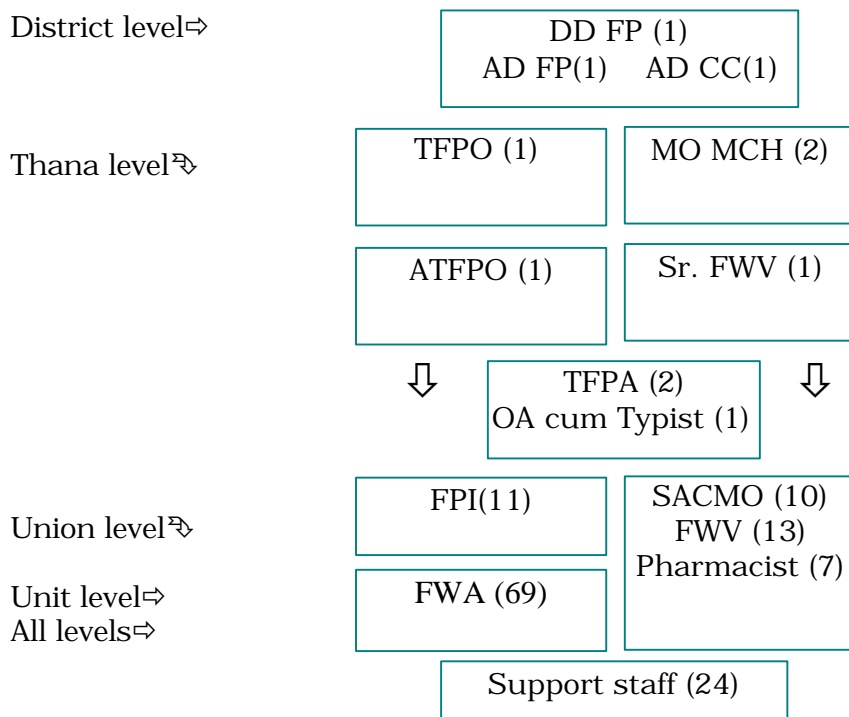 District level⇨
DD FP (1)
AD FP(1) AD CC(1)
Thana level
TFPO (1)
MO MCH (2)
ATFPO (1)
Sr. FWV (1)
TFPA (2)
OA cum Typist (1)
Union level
FPI(11)
SACMO (10)
FWV (13)
Pharmacist (7)
Unit level⇨
FWA (69)
All levels⇨
Support staff (24)